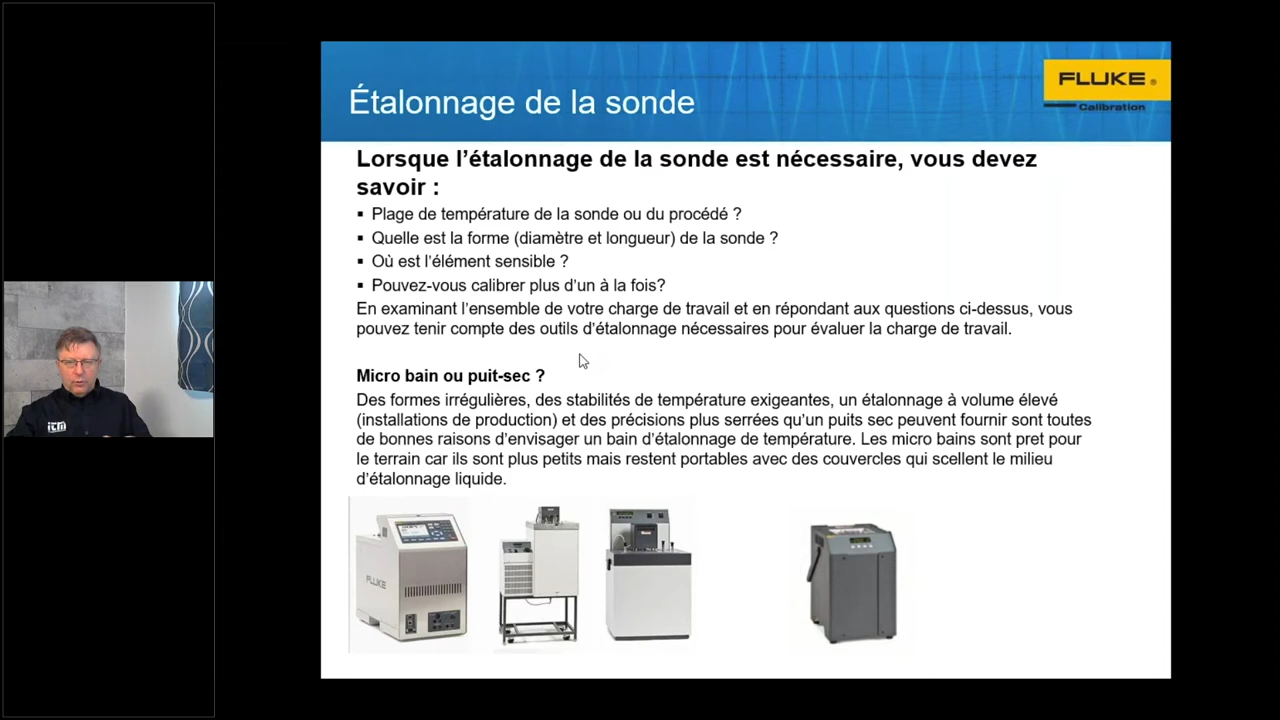 Étalonnage de la sonde
FLUKE ®
Calibration
Lorsque l'étalonnage de la sonde est nécessaire, vous devez
savoir :
▪ Plage de température de la sonde ou du procédé ?
▪ Quelle est la forme (diamètre et longueur) de la sonde ?
▪ Où est l'élément sensible ?
▪ Pouvez-vous calibrer plus d'un à la fois?
En examinant l'ensemble de votre charge de travail et en répondant aux questions ci-dessus, vous
pouvez tenir compte des outils d'étalonnage nécessaires pour évaluer la charge de travail.
Micro bain ou puit-sec ?
Des formes irrégulières, des stabilités de température exigeantes, un étalonnage à volume élevé
(installations de production) et des précisions plus serrées qu'un puits sec peuvent fournir sont toutes
de bonnes raisons d'envisager un bain d'étalonnage de température. Les micro bains sont pret pour
le terrain car ils sont plus petits mais restent portables avec des couvercles qui scellent le milieu
d'étalonnage liquide.
FLUKE
itm